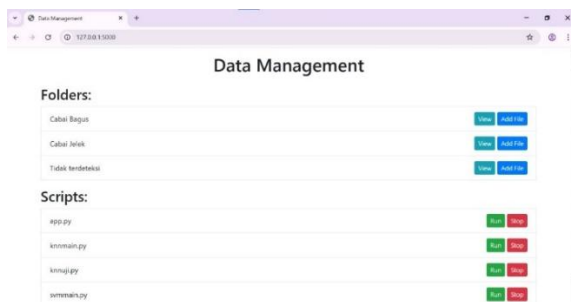 Data Management
127.0.0.1:5000
Data Management
Folders:
Cabai Bagus View Add File
Cabai Jelek View Add File
Tidak terdeteksi View Add File
Scripts:
app.py Run Stop
knnmain.py Run Stop
knnuji.py Run Stop
svmmain.py Run Stop